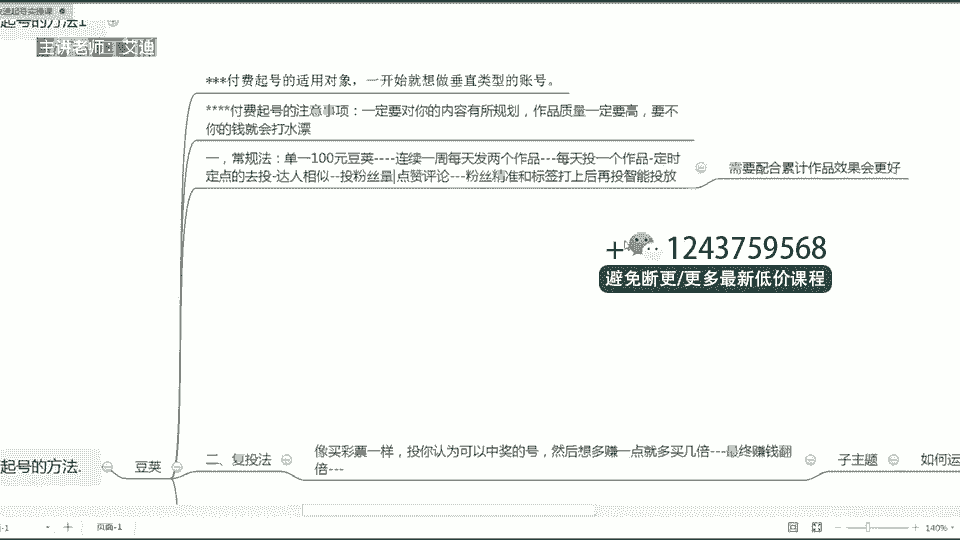 速起号实操课
起号的方法1
主讲老师：艾迪
***付费起号的适用对象，一开始就想做垂直类型的账号。
****付费起号的注意事项：一定要对你的内容有所规划，作品质量一定要高，要不
你的钱就会打水漂
一，常规法：单一100元豆荚----连续一周每天发两个作品---每天投一个作品-定时
定点的去投-达人相似--投粉丝量|点赞评论---粉丝精准和标签打上后再投智能投放
需要配合累计作品效果会更好
+ 1243759568
避免断更/更多最新低价课程
起号的方法.
豆荚
二、复投法
像买彩票一样，投你认为可以中奖的号，然后想多赚一点就多买几倍---最终赚钱翻
倍---
子主题
如何运
-1
页面-1
140%